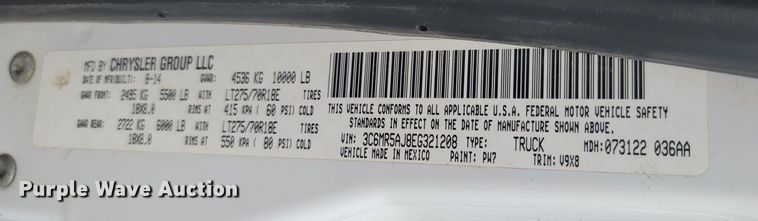 MFD BY CHRYSLER GROUP LLC
DATE OF MFR(BUILT): 8-14 GVWR: 4536 KG 10000 LB
GAWR FRONT: 2495 KG 5500 LB LT275/70R18E TIRES
18X8.0 RIMS AT 415 KPA ( 60 PSI) COLD
GAWR REAR: 2722 KG 6000 LB LT275/70R18E TIRES
18X8.0 RIMS AT 550 KPA ( 80 PSI) COLD
THIS VEHICLE CONFORMS TO ALL APPLICABLE U.S.A. FEDERAL MOTOR VEHICLE SAFETY
STANDARDS IN EFFECT ON THE DATE OF MANUFACTURE SHOWN ABOVE.
VIN: 3C6MR5AJ8EG321208 TYPE: TRUCK MDH: 073122 036AA
VEHICLE MADE IN MEXICO PAINT: PW7 TRIM: V9X8
Purple Wave Auction